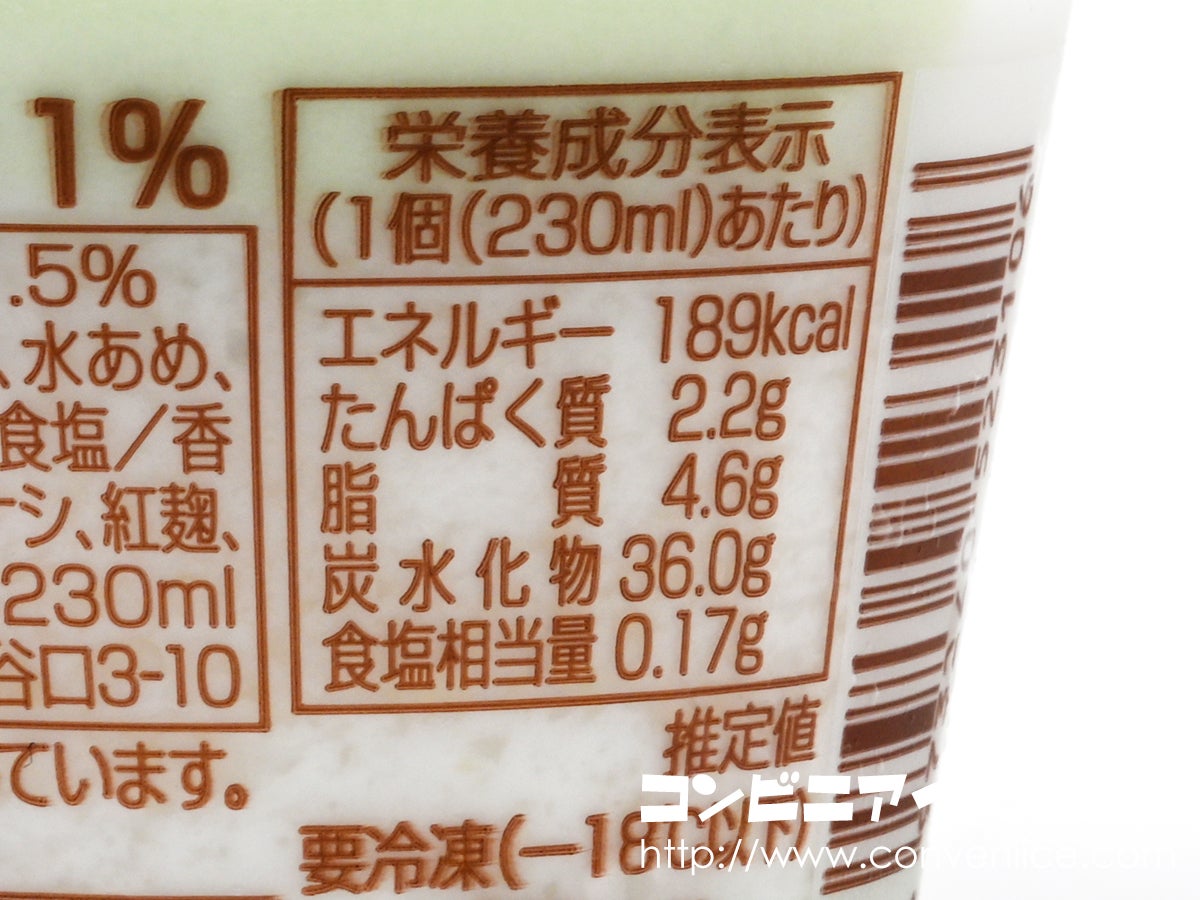 1%
栄養成分表示
(1個(230ml)あたり)
エネルギー 189kcal
たんぱく質 2.2g
脂質 4.6g
炭水化物 36.0g
食塩相当量 0.17g
推定値
要冷凍(-18℃以下)
.5%
、水あめ、
食塩/香
シ、紅麹、
230ml
谷口3-10
ています。
コンビニア
http://www.conveniice.com